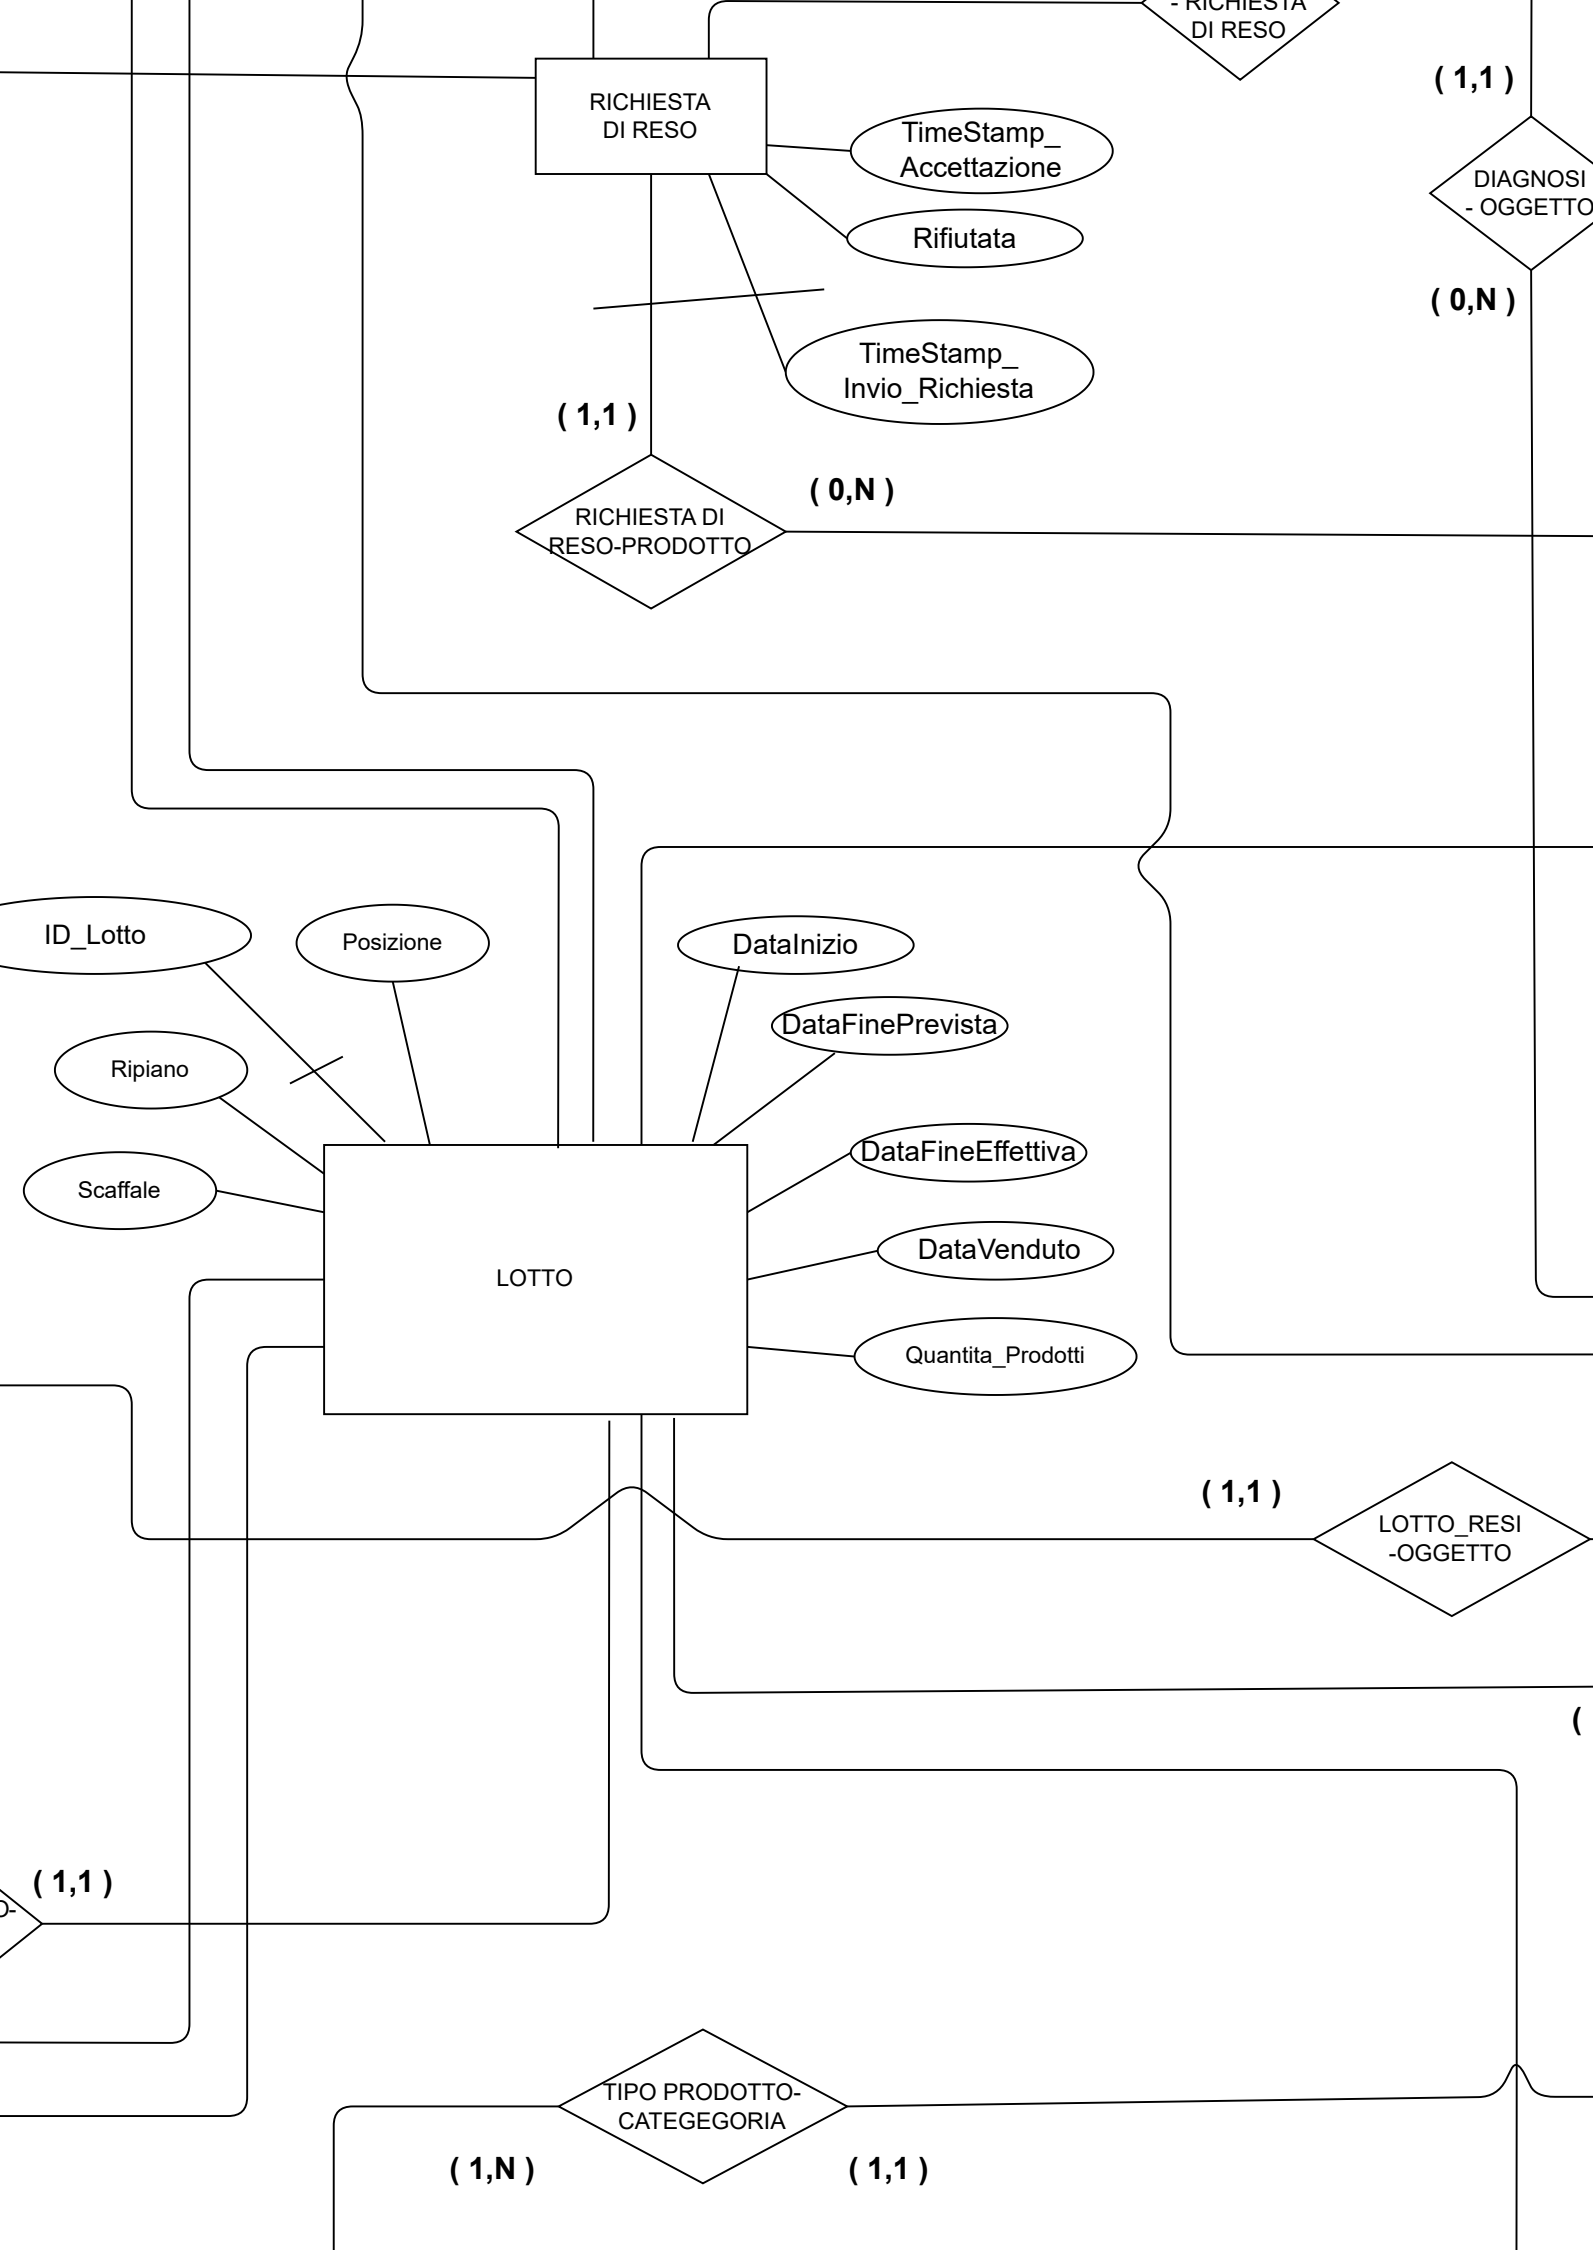 - RICHIESTA
DI RESO
( 1,1 )
RICHIESTA
DI RESO
TimeStamp_
Accettazione
DIAGNOSI
- OGGETTO
Rifiutata
( 0,N )
TimeStamp_
Invio_Richiesta
( 1,1 )
( 0,N )
RICHIESTA DI
RESO-PRODOTTO
ID_Lotto
Posizione
DataInizio
DataFinePrevista
Ripiano
DataFineEffettiva
Scaffale
DataVenduto
LOTTO
Quantita_Prodotti
( 1,1 )
LOTTO_RESI
-OGGETTO
(
( 1,1 )
O-
TIPO PRODOTTO-
CATEGEGORIA
( 1,N )
( 1,1 )